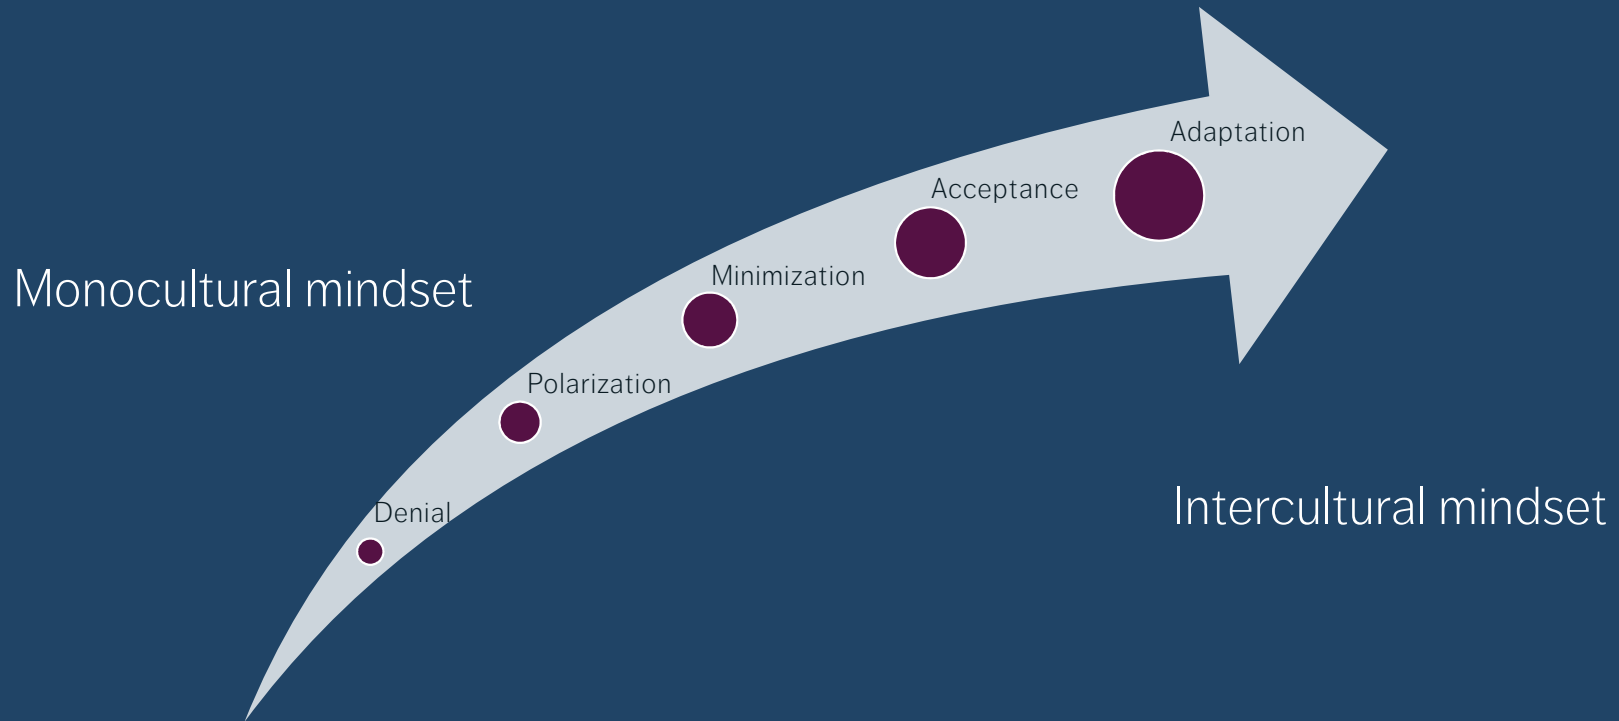 Adaptation
Acceptance
Minimization
Monocultural mindset
Polarization
Intercultural mindset
Denial